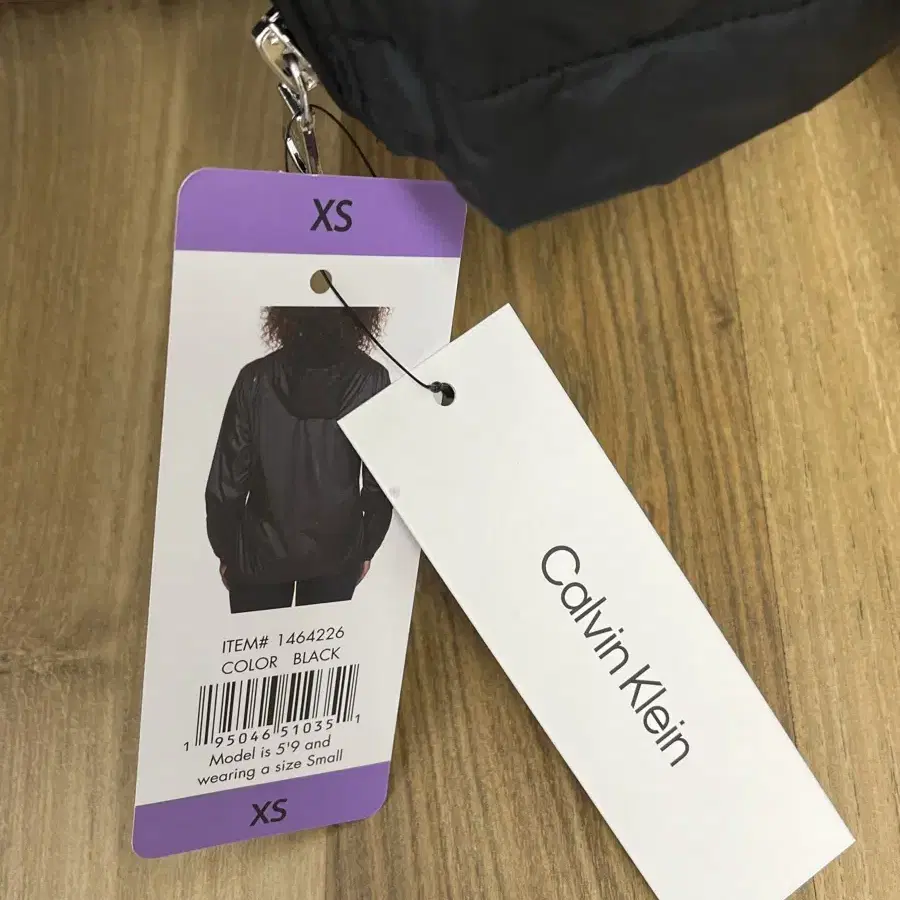 XS
ITEM# 1464226
COLOR BLACK
1 95046 51035 1
Model is 5'9 and
wearing a size Small
XS
Calvin Klein